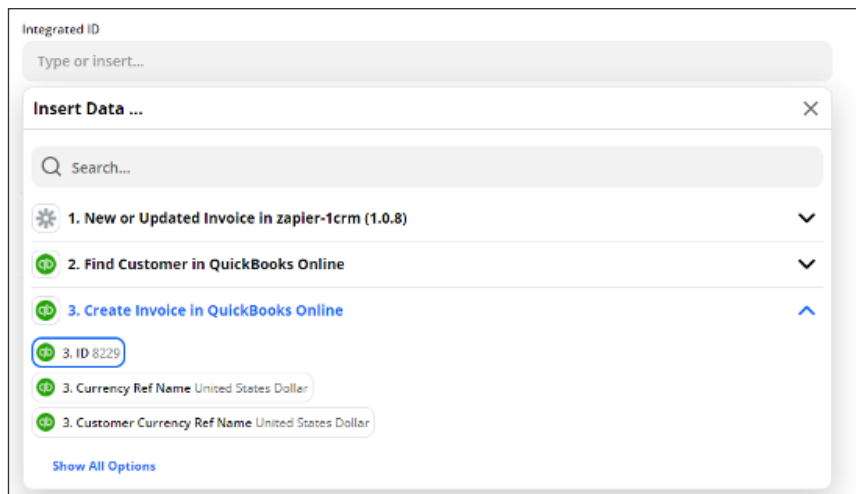 Integrated ID
Type or insert...
Insert Data ...
Search...
1. New or Updated Invoice in zapier-1crm (1.0.8)
2. Find Customer in QuickBooks Online
3. Create Invoice in QuickBooks Online
3. ID 8229
3. Currency Ref Name United States Dollar
3. Customer Currency Ref Name United States Dollar
Show All Options